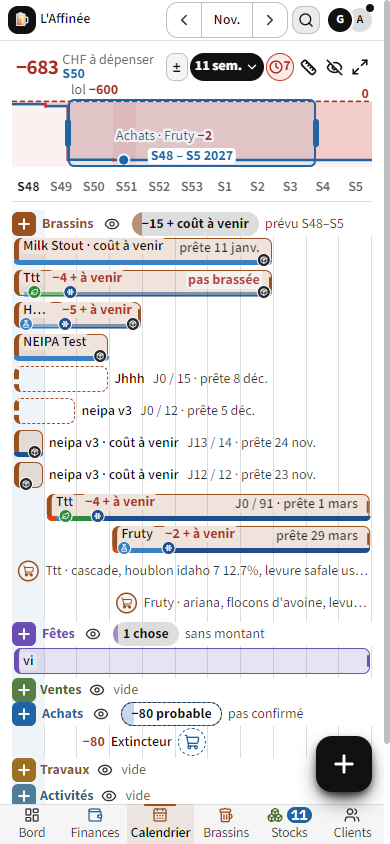 L'Affinée
Nov.
G A
−683 CHF à dépenser S50
± 11 sem. 7
lol −600
0
Achats · Fruty −2
S48 – S5 2027
S48 S49 S50 S51 S52 S53 S1 S2 S3 S4 S5
Brassins −15 + coût à venir prévu S48–S5
Milk Stout · coût à venir prête 11 janv.
Ttt −4 + à venir pas brassée
H… −5 + à venir
NEIPA Test
Jhhh J0 / 15 · prête 8 déc.
neipa v3 J0 / 12 · prête 5 déc.
neipa v3 · coût à venir J13 / 14 · prête 24 nov.
neipa v3 · coût à venir J12 / 12 · prête 23 nov.
Ttt −4 + à venir J0 / 91 · prête 1 mars
Fruty −2 + à venir prête 29 mars
Ttt · cascade, houblon idaho 7 12.7%, levure safale us…
Fruty · ariana, flocons d'avoine, levu…
Fêtes 1 chose sans montant
vi
Ventes vide
Achats −80 probable pas confirmé
−80 Extincteur
Travaux vide
Activités vide
Bord Finances Calendrier Brassins Stocks 11 Clients